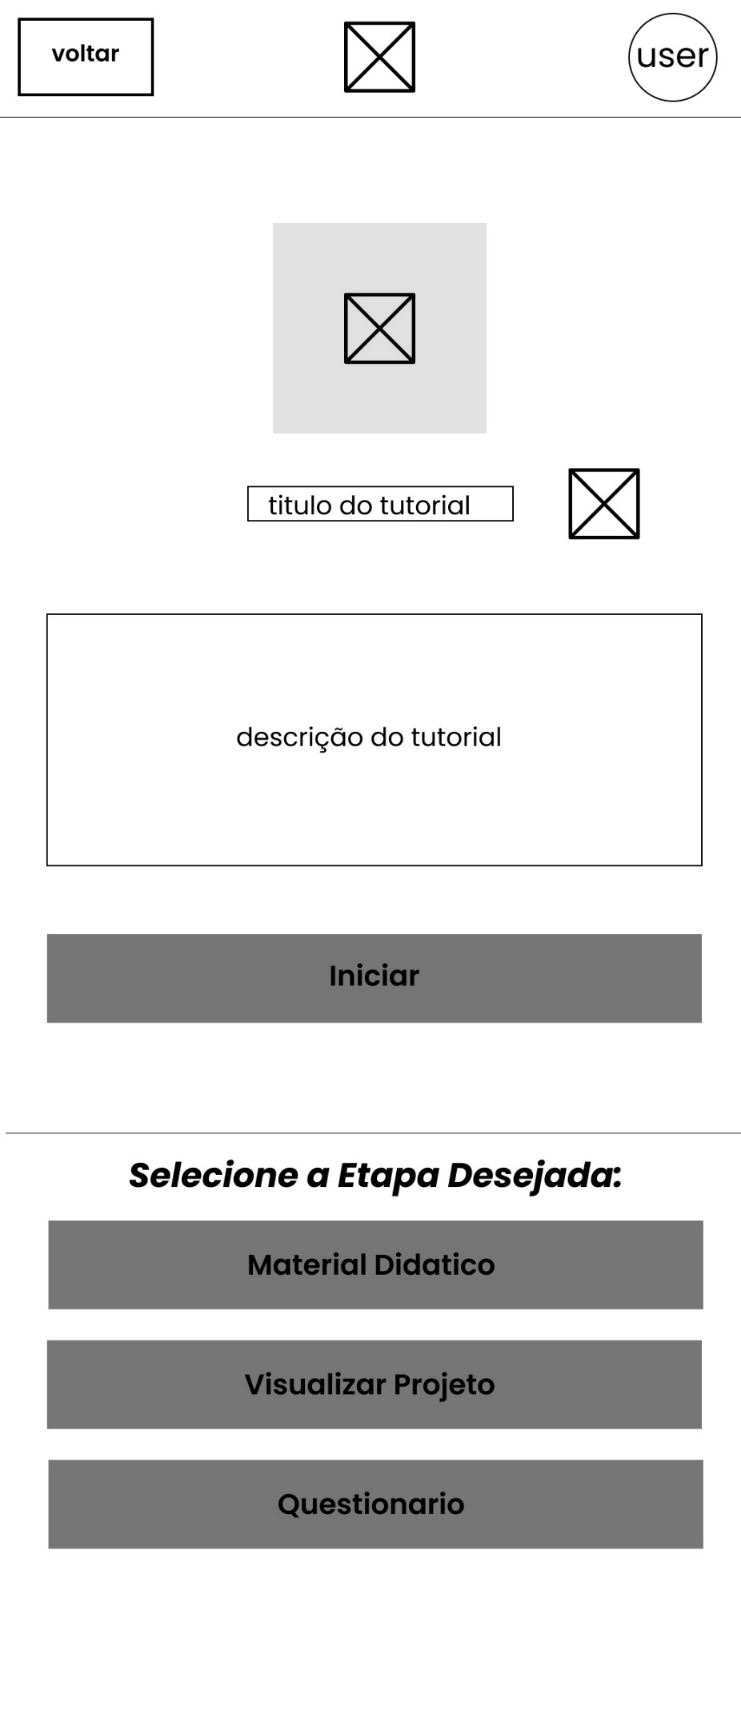 voltar
user
titulo do tutorial
descrição do tutorial
Iniciar
Selecione a Etapa Desejada:
Material Didatico
Visualizar Projeto
Questionario